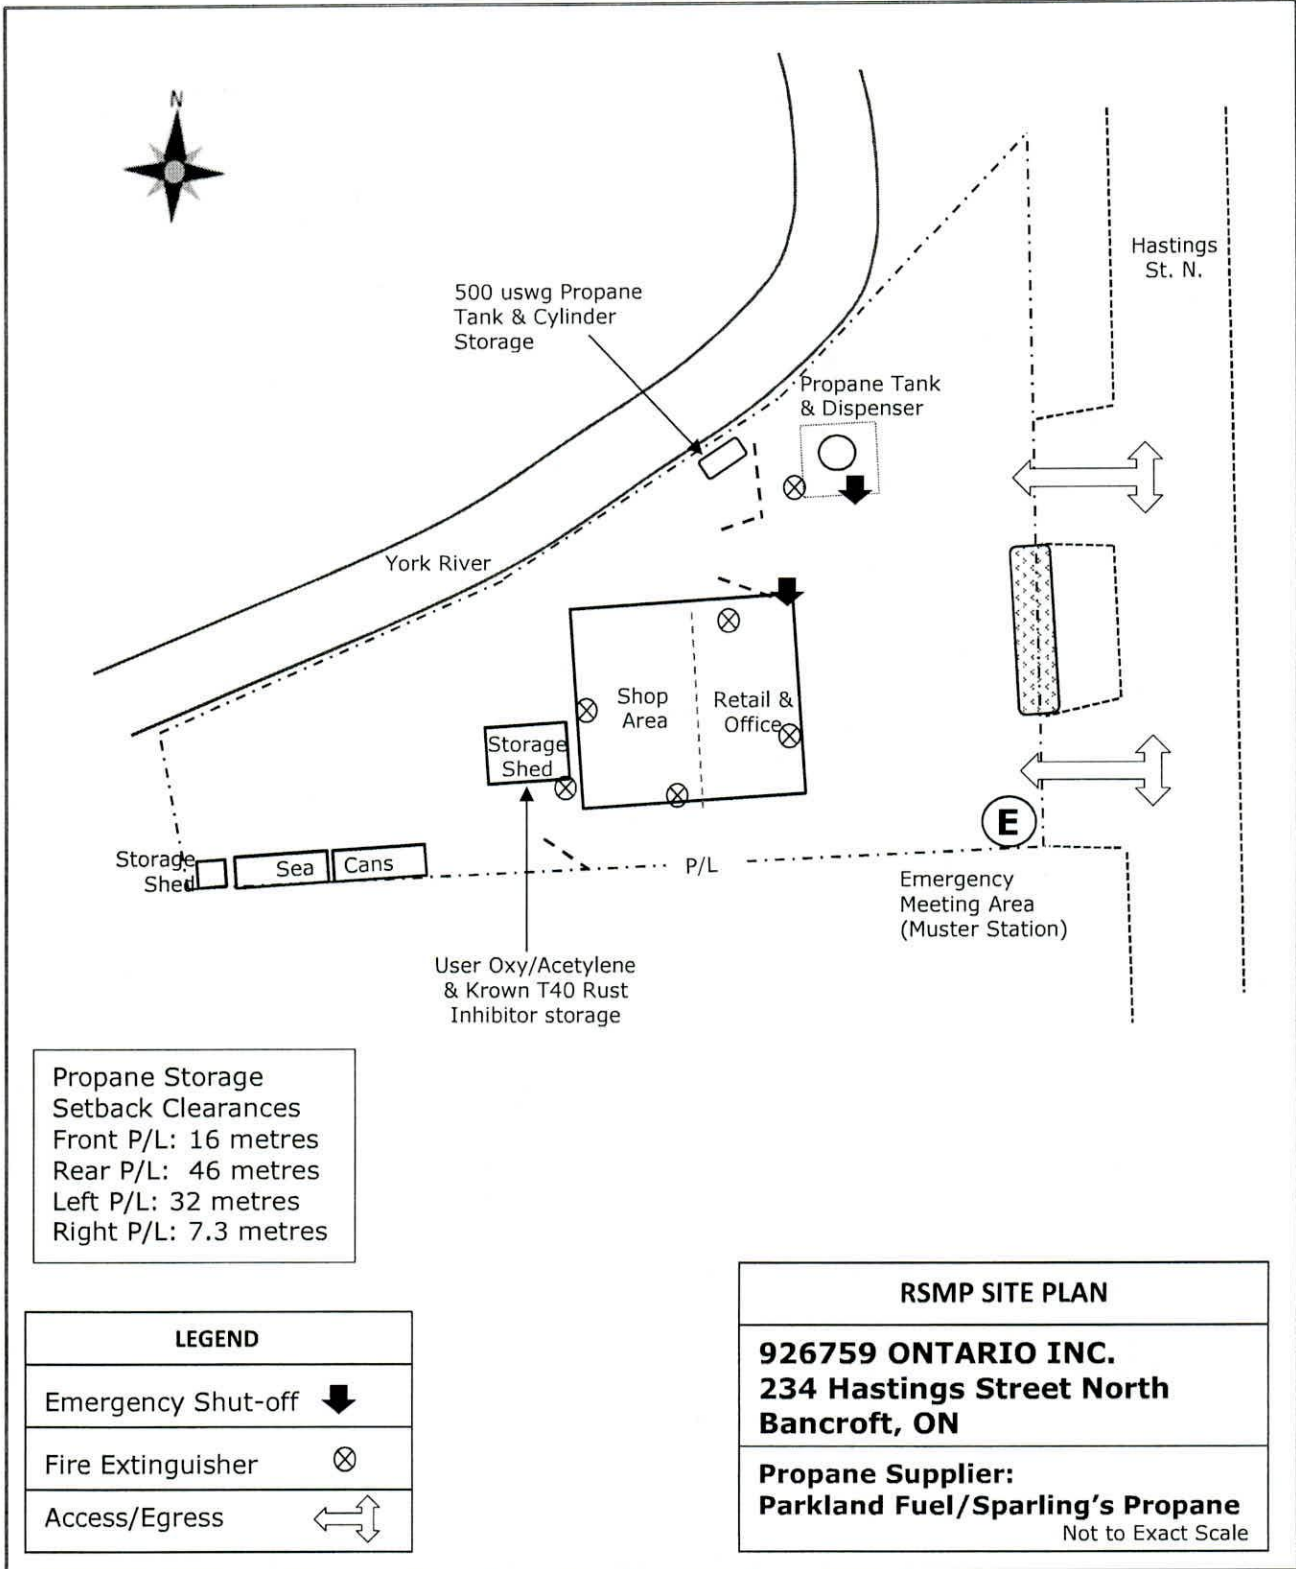 N
Hastings
St. N.
500 uswg Propane
Tank & Cylinder
Storage
Propane Tank
& Dispenser
York River
Shop
Area
Retail &
Office
Storage
Shed
E
Storage
Shed
Sea
Cans
P/L
Emergency
Meeting Area
(Muster Station)
User Oxy/Acetylene
& Krown T40 Rust
Inhibitor storage
Propane Storage
Setback Clearances
Front P/L: 16 metres
Rear P/L: 46 metres
Left P/L: 32 metres
Right P/L: 7.3 metres
LEGEND
Emergency Shut-off
Fire Extinguisher
Access/Egress
RSMP SITE PLAN
926759 ONTARIO INC.
234 Hastings Street North
Bancroft, ON
Propane Supplier:
Parkland Fuel/Sparling's Propane
Not to Exact Scale